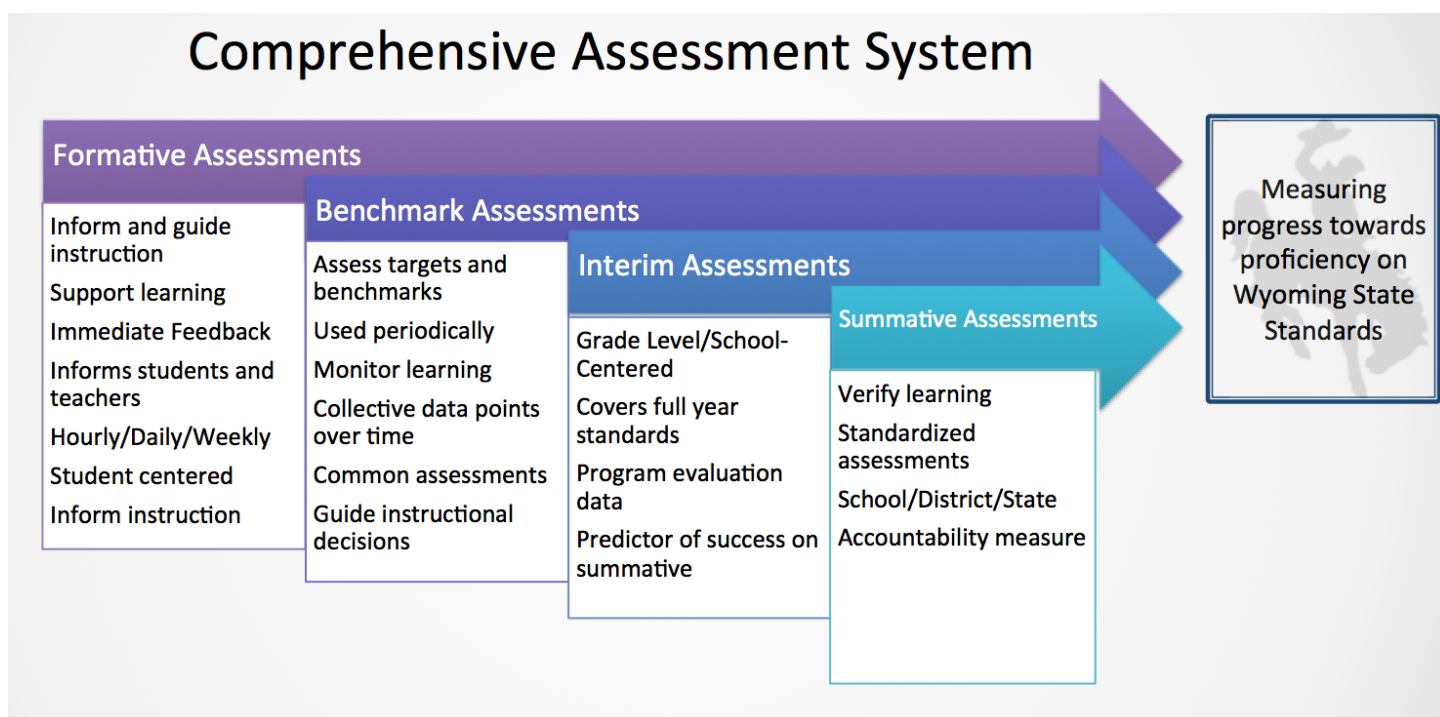 Comprehensive Assessment System
Formative Assessments
Inform and guide
instruction
Support learning
Immediate Feedback
Informs students and
teachers
Hourly/Daily/Weekly
Student centered
Inform instruction
Benchmark Assessments
Assess targets and
benchmarks
Used periodically
Monitor learning
Collective data points
over time
Common assessments
Guide instructional
decisions
Interim Assessments
Grade Level/School-
Centered
Covers full year
standards
Program evaluation
data
Predictor of success on
summative
Summative Assessments
Verify learning
Standardized
assessments
School/District/State
Accountability measure
Measuring
progress towards
proficiency on
Wyoming State
Standards